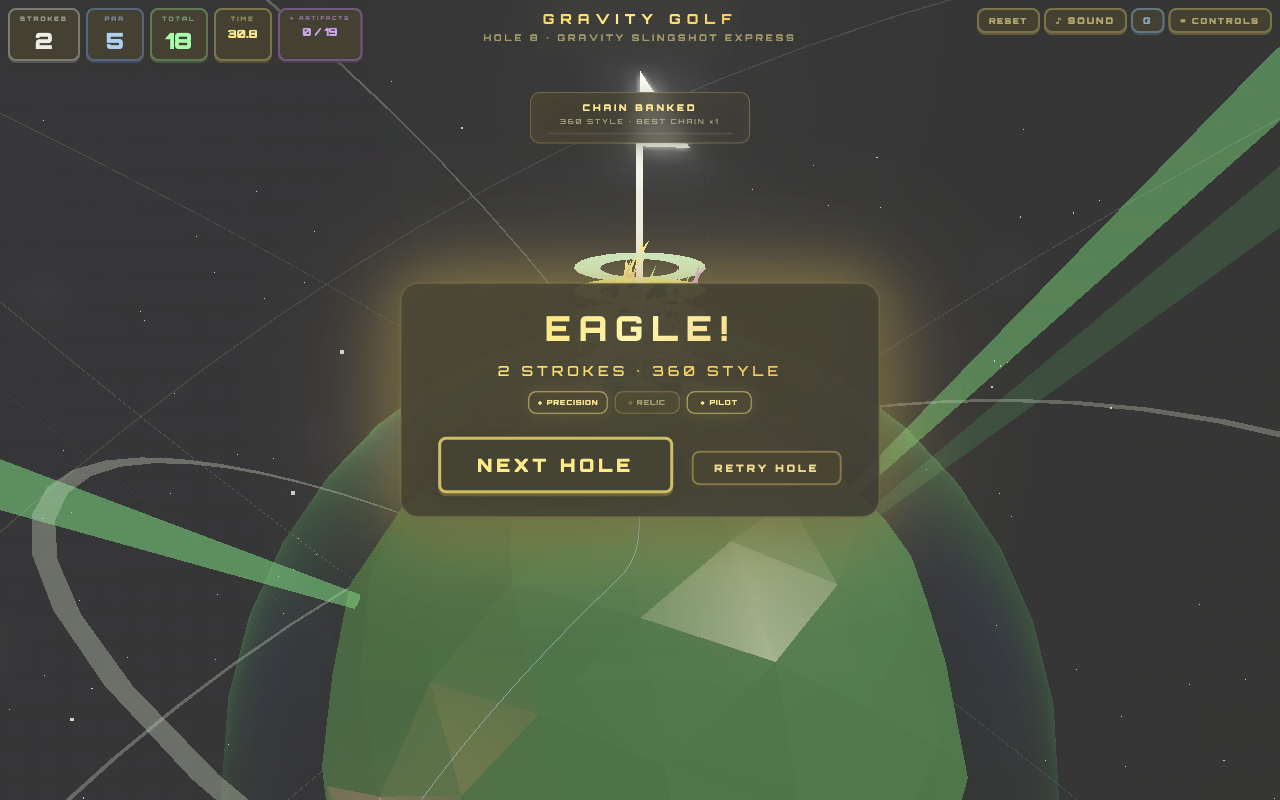 STROKES
2
PAR
5
TOTAL
18
TIME
30.8
ARTIFACTS
0 / 19
GRAVITY GOLF
HOLE 8 · GRAVITY SLINGSHOT EXPRESS
RESET
♪ SOUND
G
CONTROLS
CHAIN BANKED
360 STYLE · BEST CHAIN ×1
EAGLE!
2 STROKES · 360 STYLE
PRECISION
RELIC
PILOT
NEXT HOLE
RETRY HOLE